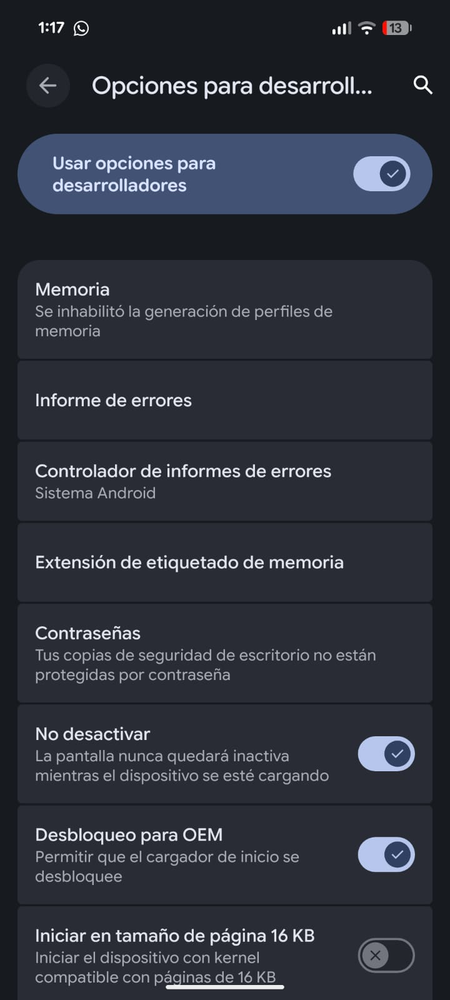 1:17
13
Opciones para desarroll...
Usar opciones para
desarrolladores
Memoria
Se inhabilitó la generación de perfiles de
memoria
Informe de errores
Controlador de informes de errores
Sistema Android
Extensión de etiquetado de memoria
Contraseñas
Tus copias de seguridad de escritorio no están
protegidas por contraseña
No desactivar
La pantalla nunca quedará inactiva
mientras el dispositivo se esté cargando
Desbloqueo para OEM
Permitir que el cargador de inicio se
desbloquee
Iniciar en tamaño de página 16 KB
Iniciar el dispositivo con kernel
compatible con páginas de 16 KB